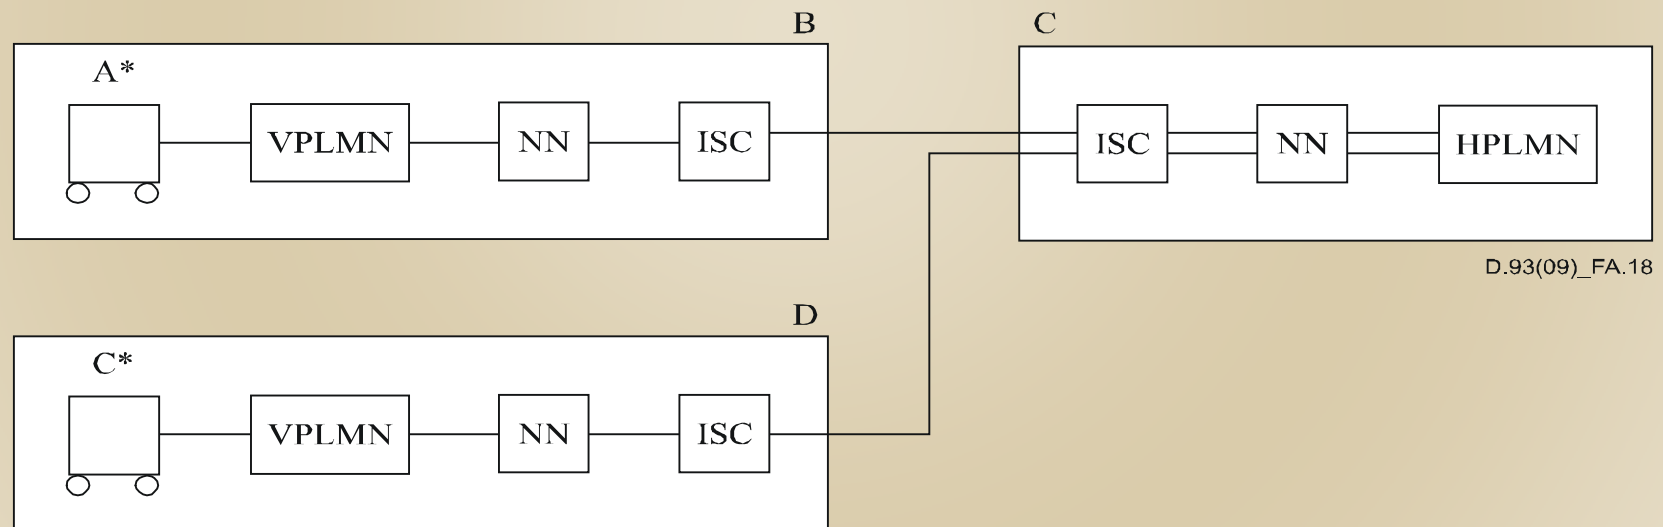 B
A*
VPLMN
NN
ISC
C
ISC
NN
HPLMN
D.93(09)_FA.18
D
C*
VPLMN
NN
ISC